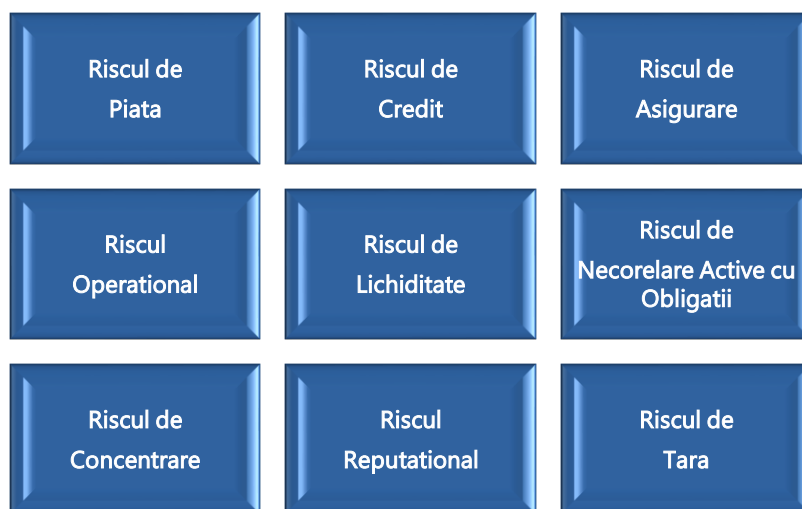 Riscul de
Piata
Riscul de
Credit
Riscul de
Asigurare
Riscul
Operational
Riscul de
Lichiditate
Riscul de
Necorelare Active cu
Obligatii
Riscul de
Concentrare
Riscul
Reputational
Riscul de
Tara